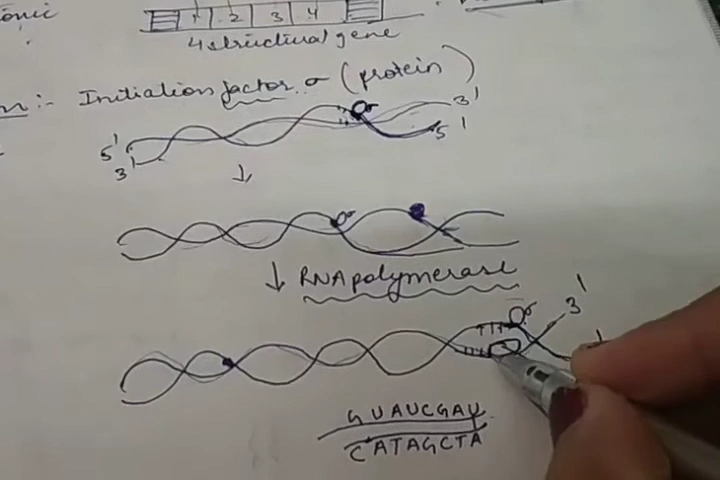 1 2 3 4
4 structural gene
:- Initiation factor σ (protein)
σ 3'
5' 5'
3'
σ
RNA polymerase
σ 3'
GUAUCGAU
CATAGCTA